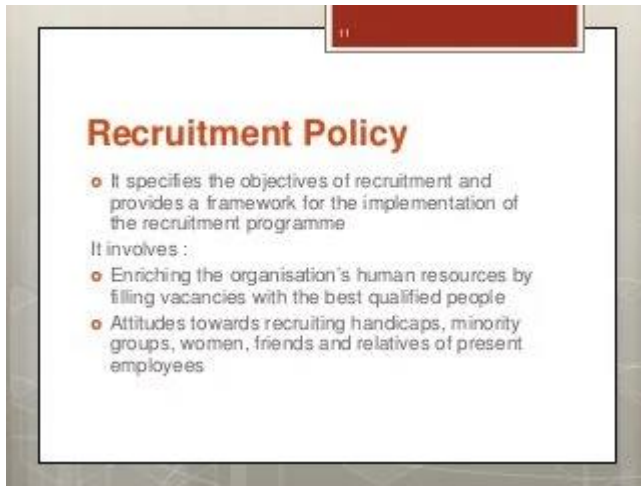 11
Recruitment Policy
It specifies the objectives of recruitment and
provides a framework for the implementation of
the recruitment programme
It involves :
Enriching the organisation's human resources by
filling vacancies with the best qualified people
Attitudes towards recruiting handicaps, minority
groups, women, friends and relatives of present
employees